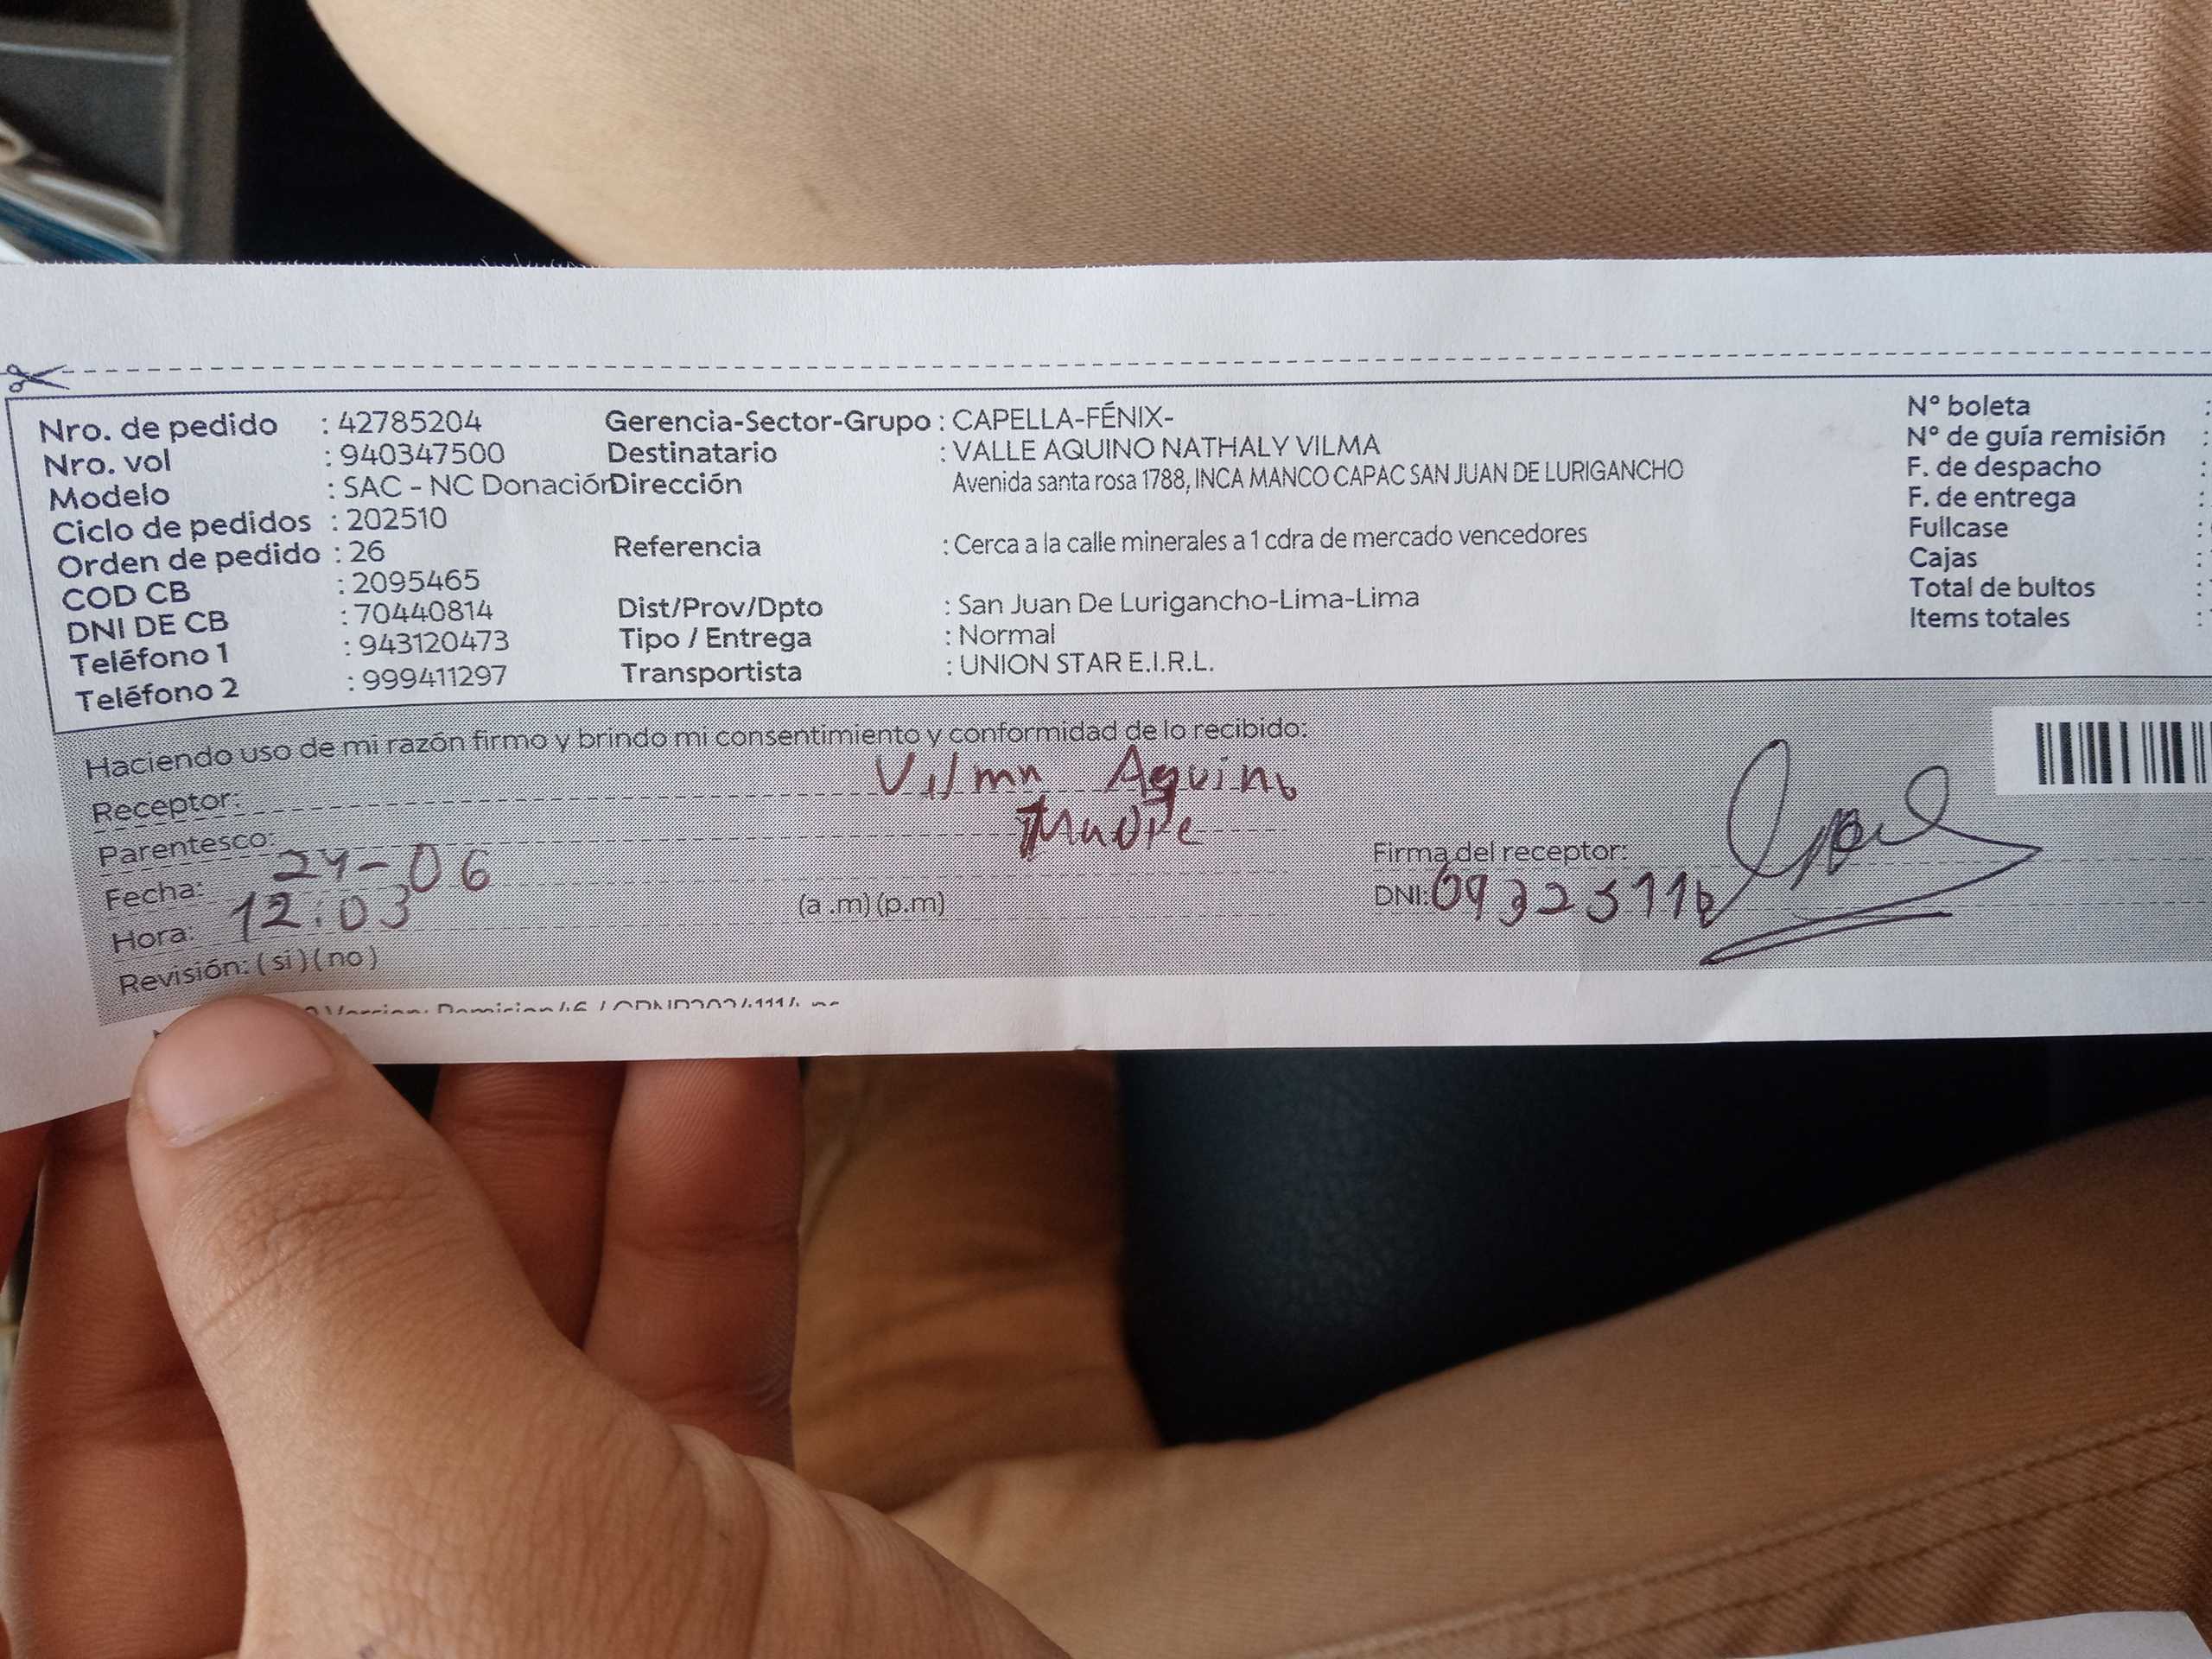 Nro. de pedido : 42785204
Nro. vol : 940347500
Modelo : SAC - NC Donación
Ciclo de pedidos : 202510
Orden de pedido : 26
COD CB : 2095465
DNI DE CB : 70440814
Teléfono 1 : 943120473
Teléfono 2 : 999411297
Gerencia-Sector-Grupo : CAPELLA-FÉNIX-
Destinatario : VALLE AQUINO NATHALY VILMA
Dirección Avenida santa rosa 1788, INCA MANCO CAPAC SAN JUAN DE LURIGANCHO
Referencia : Cerca a la calle minerales a 1 cdra de mercado vencedores
Dist/Prov/Dpto : San Juan De Lurigancho-Lima-Lima
Tipo / Entrega : Normal
Transportista : UNION STAR E.I.R.L.
N° boleta :
N° de guía remisión :
F. de despacho :
F. de entrega :
Fullcase :
Cajas :
Total de bultos :
Items totales :
Haciendo uso de mi razón firmo y brindo mi consentimiento y conformidad de lo recibido:
Receptor: Vilma Aquino
Parentesco: Madre
Fecha: 24-06
Hora: 12:03 (a .m) (p.m)
Revisión: ( si ) ( no )
Firma del receptor:
DNI: